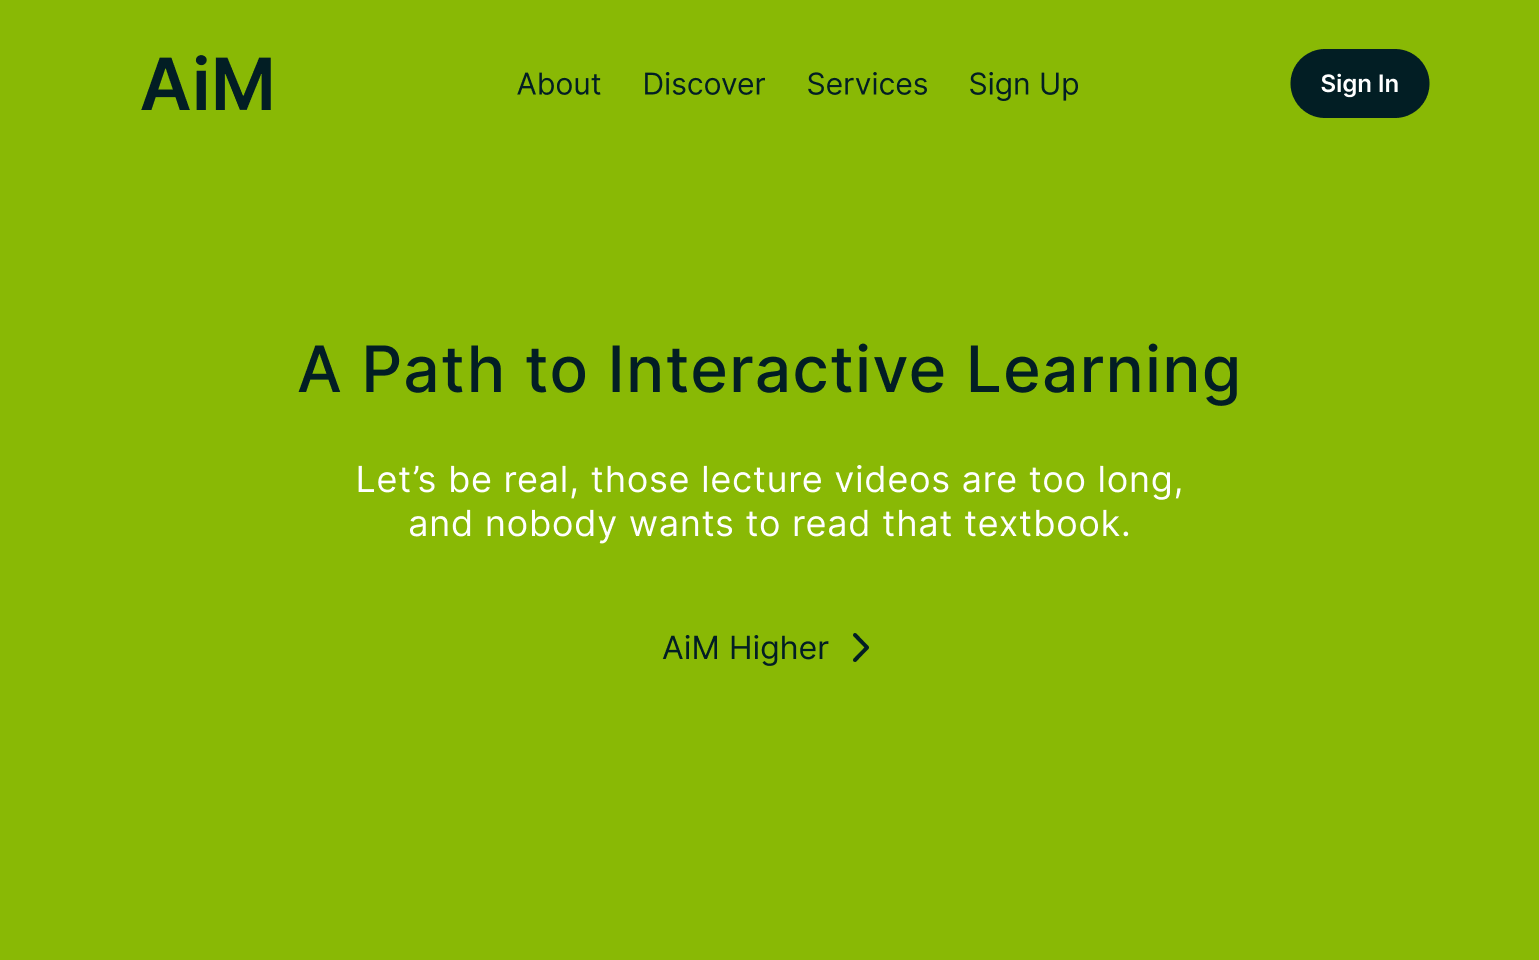 AiM
About Discover Services Sign Up
Sign In
A Path to Interactive Learning
Let’s be real, those lecture videos are too long,
and nobody wants to read that textbook.
AiM Higher